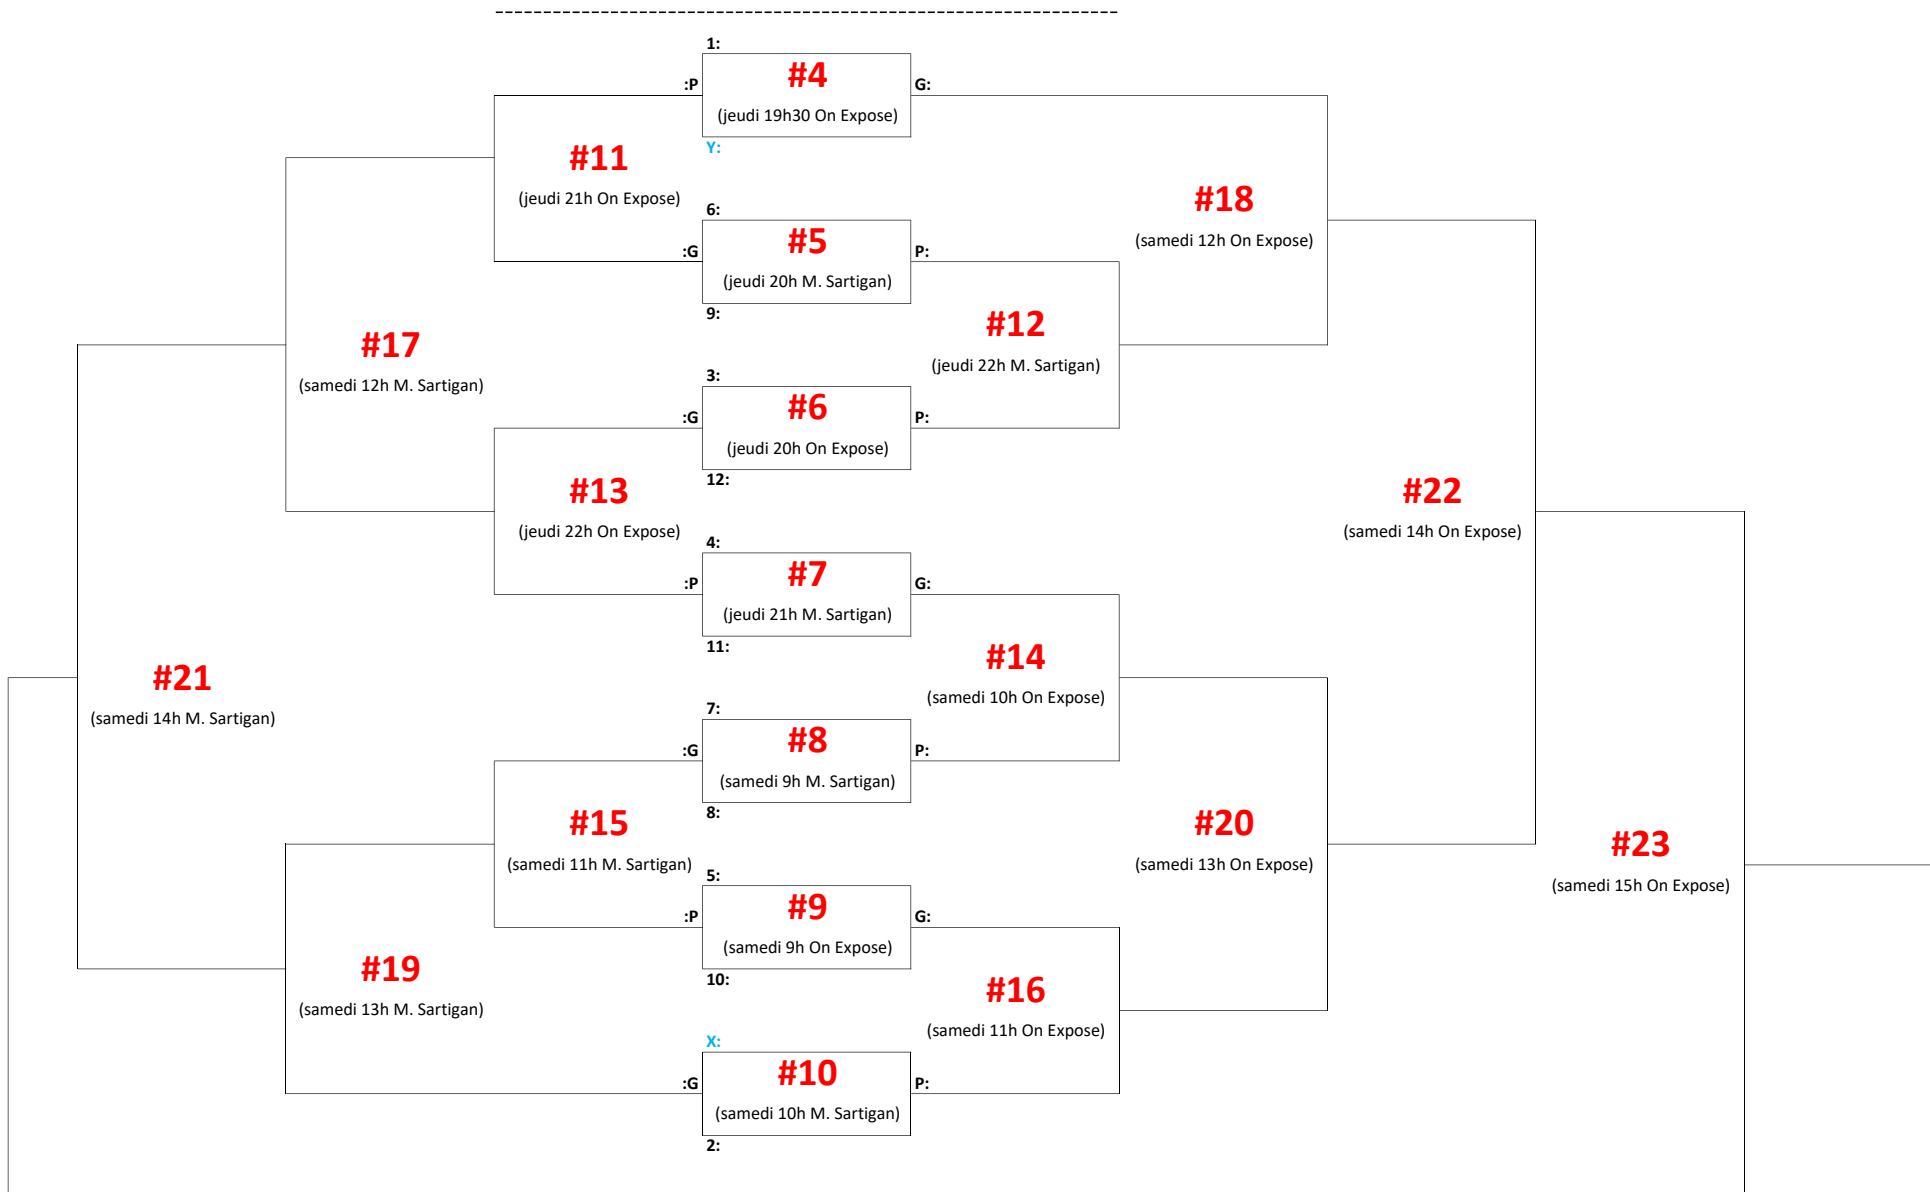 1:
:P
#4
G:
(jeudi 19h30 On Expose)
Y:
#11
(jeudi 21h On Expose)
#18
(samedi 12h On Expose)
6:
:G
#5
P:
(jeudi 20h M. Sartigan)
9:
#17
(samedi 12h M. Sartigan)
#12
(jeudi 22h M. Sartigan)
3:
:G
#6
P:
(jeudi 20h On Expose)
12:
#13
(jeudi 22h On Expose)
#22
(samedi 14h On Expose)
4:
:P
#7
G:
(jeudi 21h M. Sartigan)
11:
#21
(samedi 14h M. Sartigan)
#14
(samedi 10h On Expose)
7:
:G
#8
P:
(samedi 9h M. Sartigan)
8:
#15
(samedi 11h M. Sartigan)
#20
(samedi 13h On Expose)
#23
(samedi 15h On Expose)
5:
:P
#9
G:
(samedi 9h On Expose)
10:
#19
(samedi 13h M. Sartigan)
#16
(samedi 11h On Expose)
X:
:G
#10
P:
(samedi 10h M. Sartigan)
2: